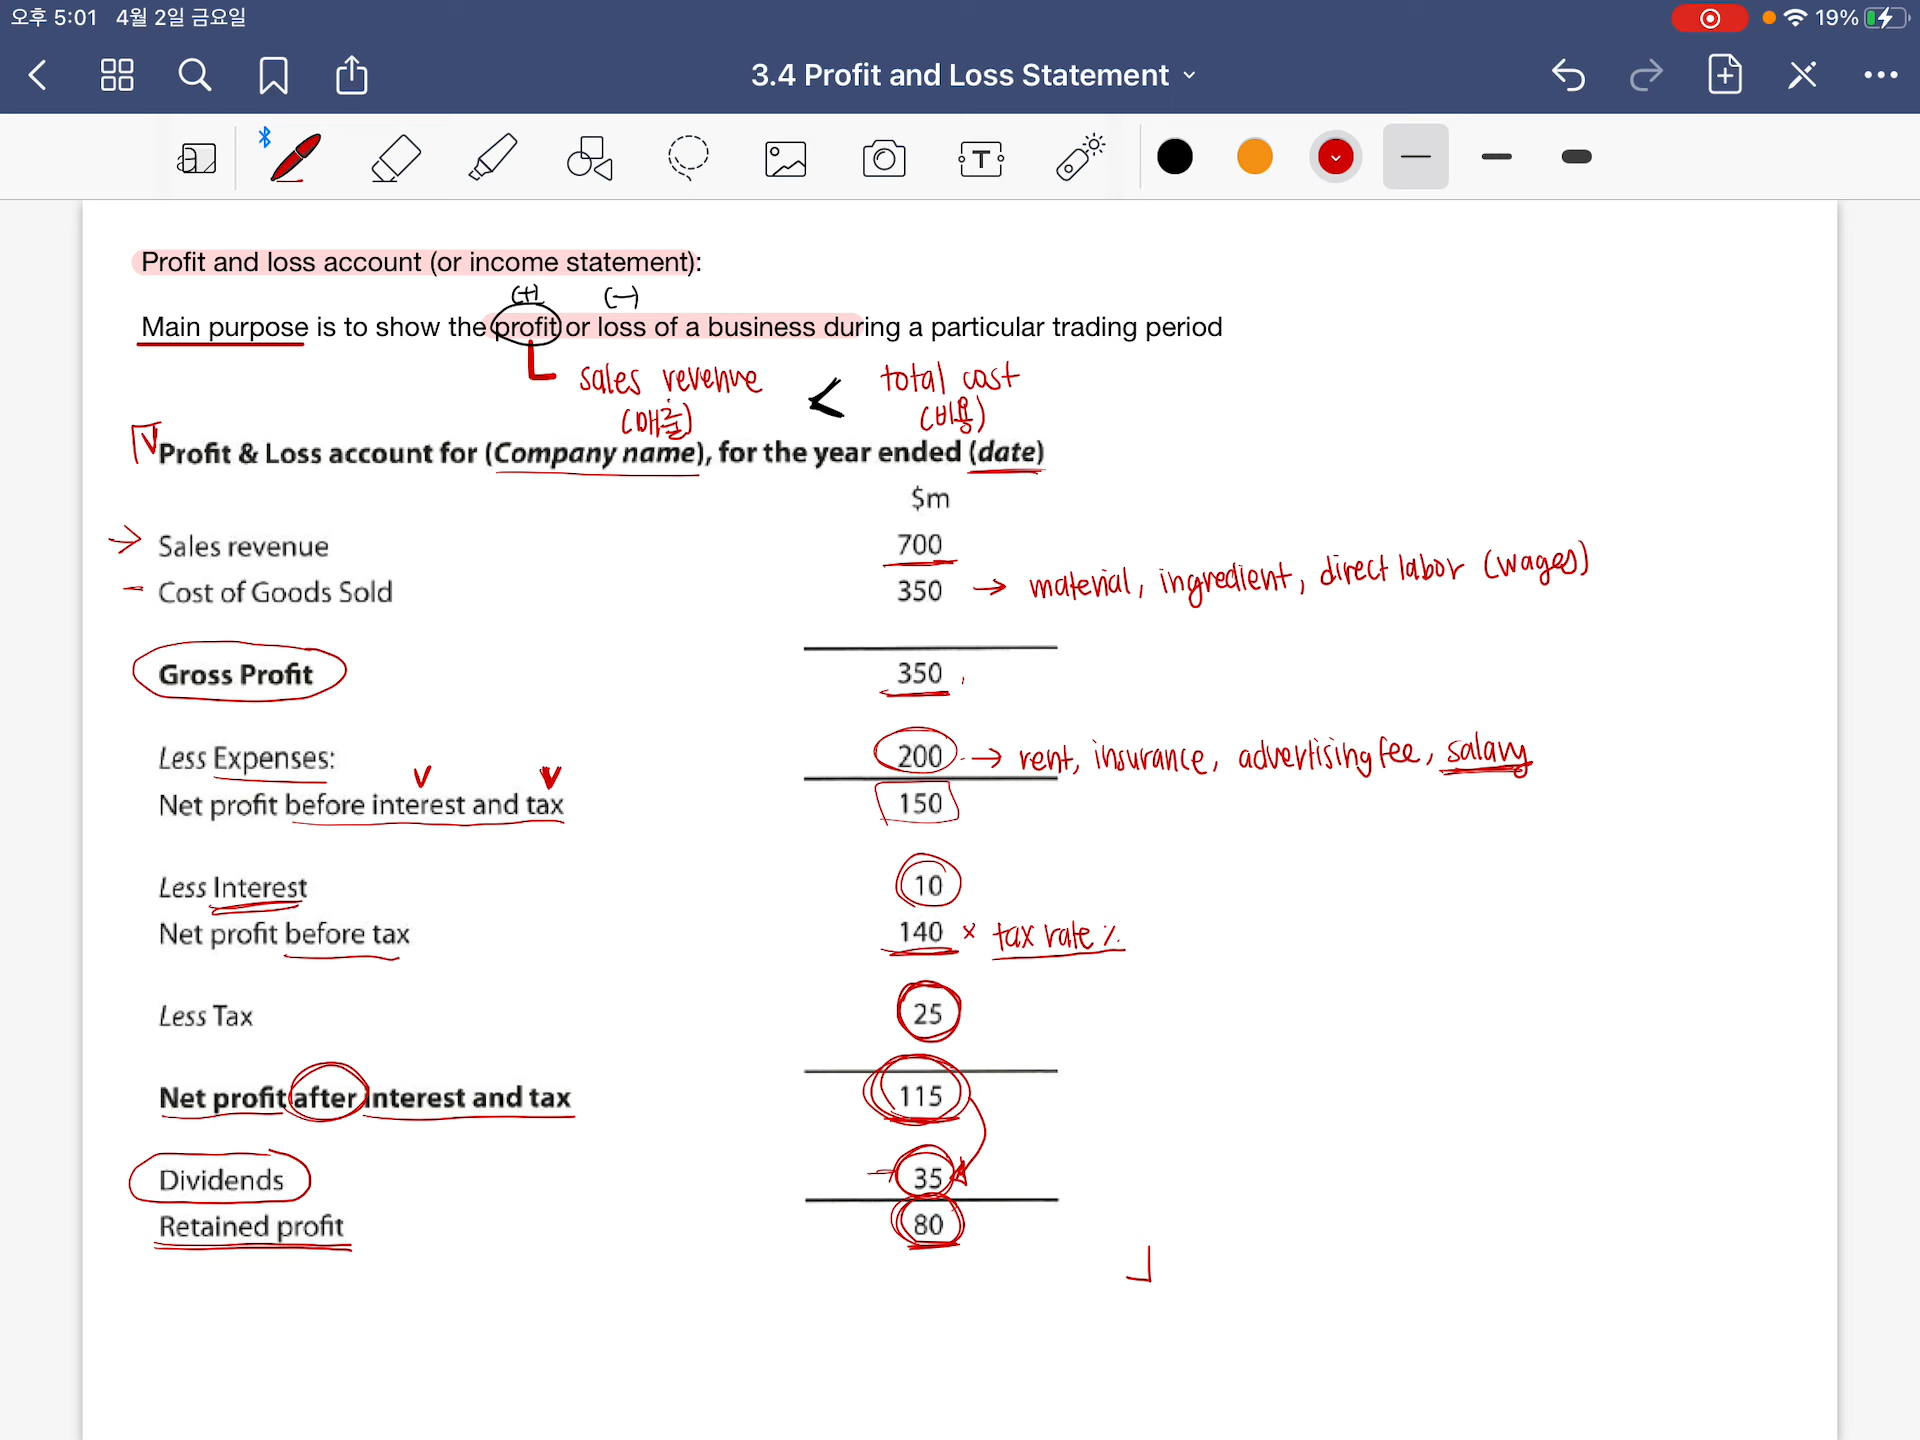 오후 5:01 4월 2일 금요일
19%
3.4 Profit and Loss Statement
Profit and loss account (or income statement):
(+) (-)
Main purpose is to show the profit or loss of a business during a particular trading period
sales revenue < total cost
(매출) (비용)
Profit & Loss account for (Company name), for the year ended (date)
$m
Sales revenue 700
- Cost of Goods Sold 350 → material, ingredient, direct labor (wages)
Gross Profit 350
Less Expenses: 200 → rent, insurance, advertising fee, salary
Net profit before interest and tax 150
Less Interest 10
Net profit before tax 140 × tax rate %
Less Tax 25
Net profit after interest and tax 115
Dividends 35
Retained profit 80